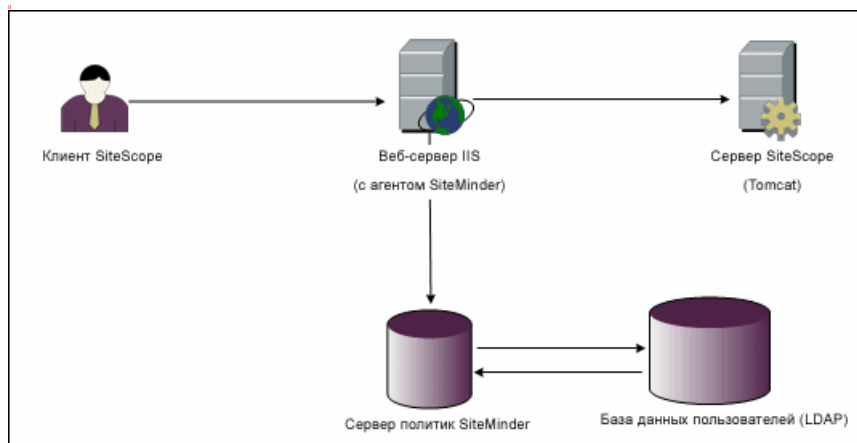 Клиент SiteScope
Веб-сервер IIS
(с агентом SiteMinder)
Сервер SiteScope
(Tomcat)
Сервер политик SiteMinder
База данных пользователей (LDAP)